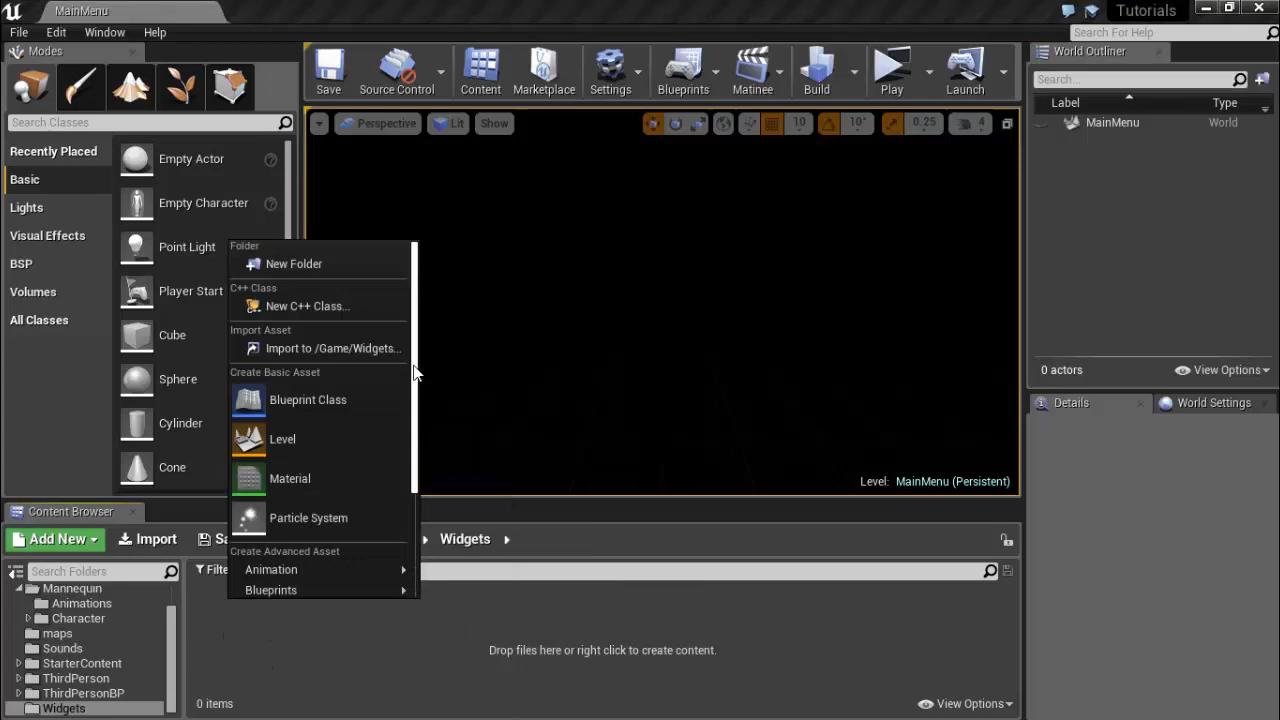 MainMenu
Tutorials
File Edit Window Help
Search For Help
Modes
Search Classes
Recently Placed
Basic
Lights
Visual Effects
BSP
Volumes
All Classes
Empty Actor
Empty Character
Point Light
Player Start
Cube
Sphere
Cylinder
Cone
Save Source Control Content Marketplace Settings Blueprints Matinee Build Play Launch
Perspective Lit Show 10 10° 0.25 4
Level: MainMenu (Persistent)
World Outliner
Search...
Label Type
MainMenu World
0 actors View Options
Details World Settings
Folder
New Folder
C++ Class
New C++ Class...
Import Asset
Import to /Game/Widgets...
Create Basic Asset
Blueprint Class
Level
Material
Particle System
Create Advanced Asset
Animation
Blueprints
Content Browser
Add New Import Sa Widgets
Search Folders
Filte
Mannequin
Animations
Character
maps
Sounds
StarterContent
ThirdPerson
ThirdPersonBP
Widgets
Drop files here or right click to create content.
0 items View Options